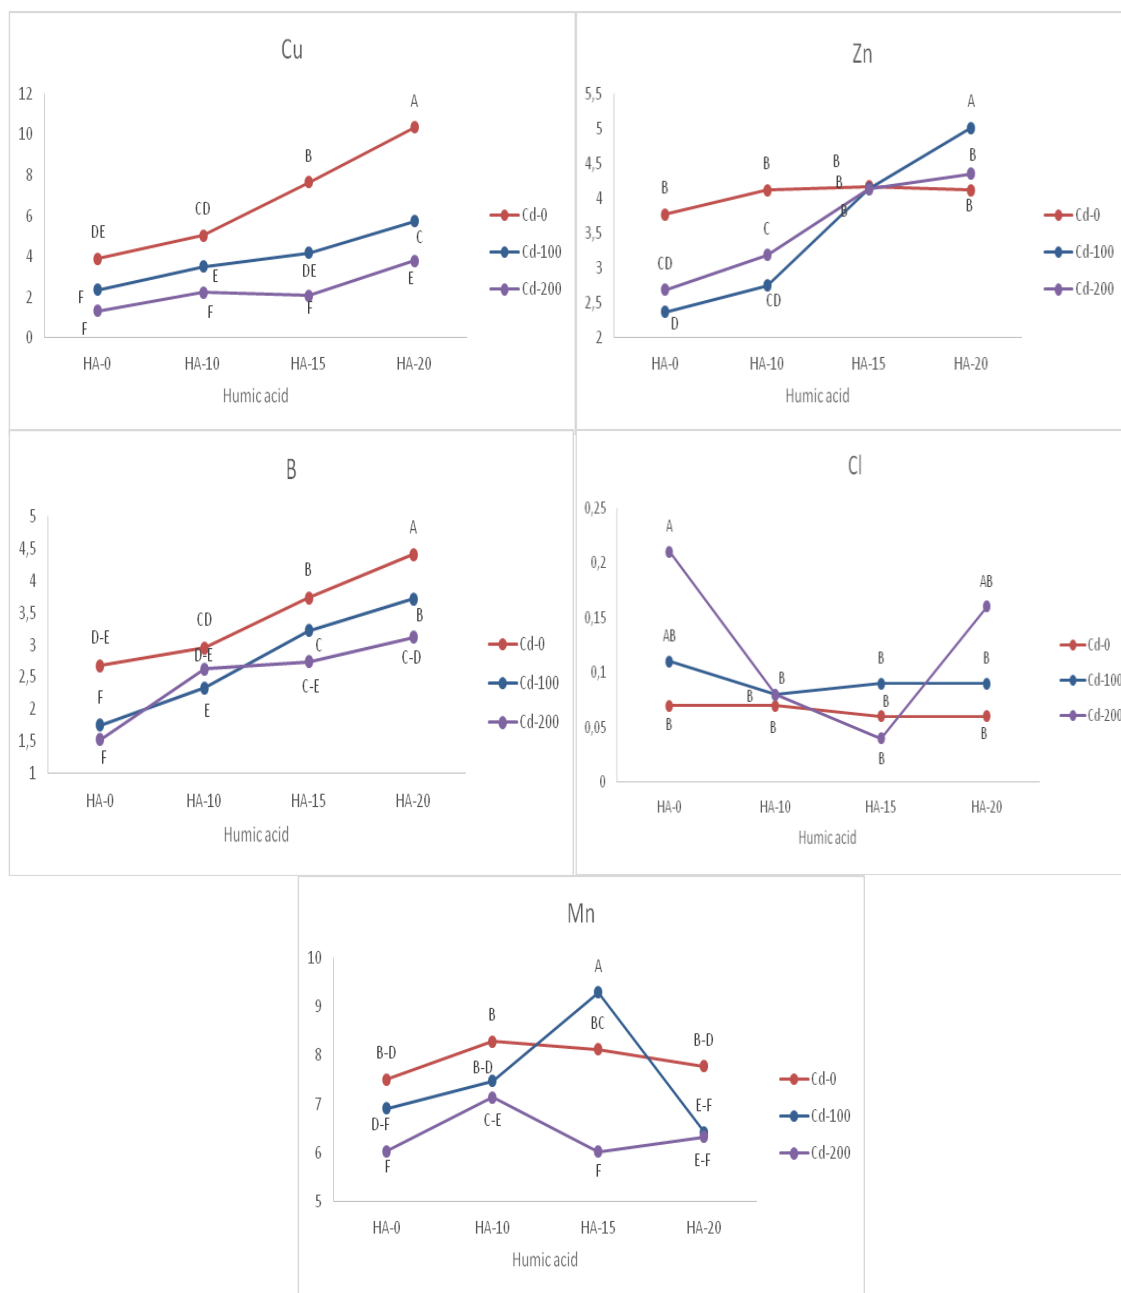 Cu
12
A
10
B
8
CD
DE
6
Cd-0
C
Cd-100
4
E
DE
E
Cd-200
F
2
F
F
F
0
HA-0 HA-10 HA-15 HA-20
Humic acid
Zn
5,5
A
5
B
B
B
B
4,5
B
B
4
B
B
Cd-0
3,5
C
Cd-100
CD
3
Cd-200
CD
2,5
D
2
HA-0 HA-10 HA-15 HA-20
Humic acid
B
5
A
4,5
B
4
CD
3,5
D-E
B
3
Cd-0
D-E
C
C-D
2,5
Cd-100
F
C-E
2
E
Cd-200
1,5
F
1
HA-0 HA-10 HA-15 HA-20
Humic acid
Cl
0,25
A
0,2
AB
0,15
AB
B
B
Cd-0
0,1
B
Cd-100
B
B
Cd-200
0,05
B
B
B
B
0
HA-0 HA-10 HA-15 HA-20
Humic acid
Mn
10
A
9
B
BC
B-D
B-D
8
B-D
Cd-0
7
E-F
Cd-100
D-F
C-E
Cd-200
6
F
F
E-F
5
HA-0 HA-10 HA-15 HA-20
Humic acid